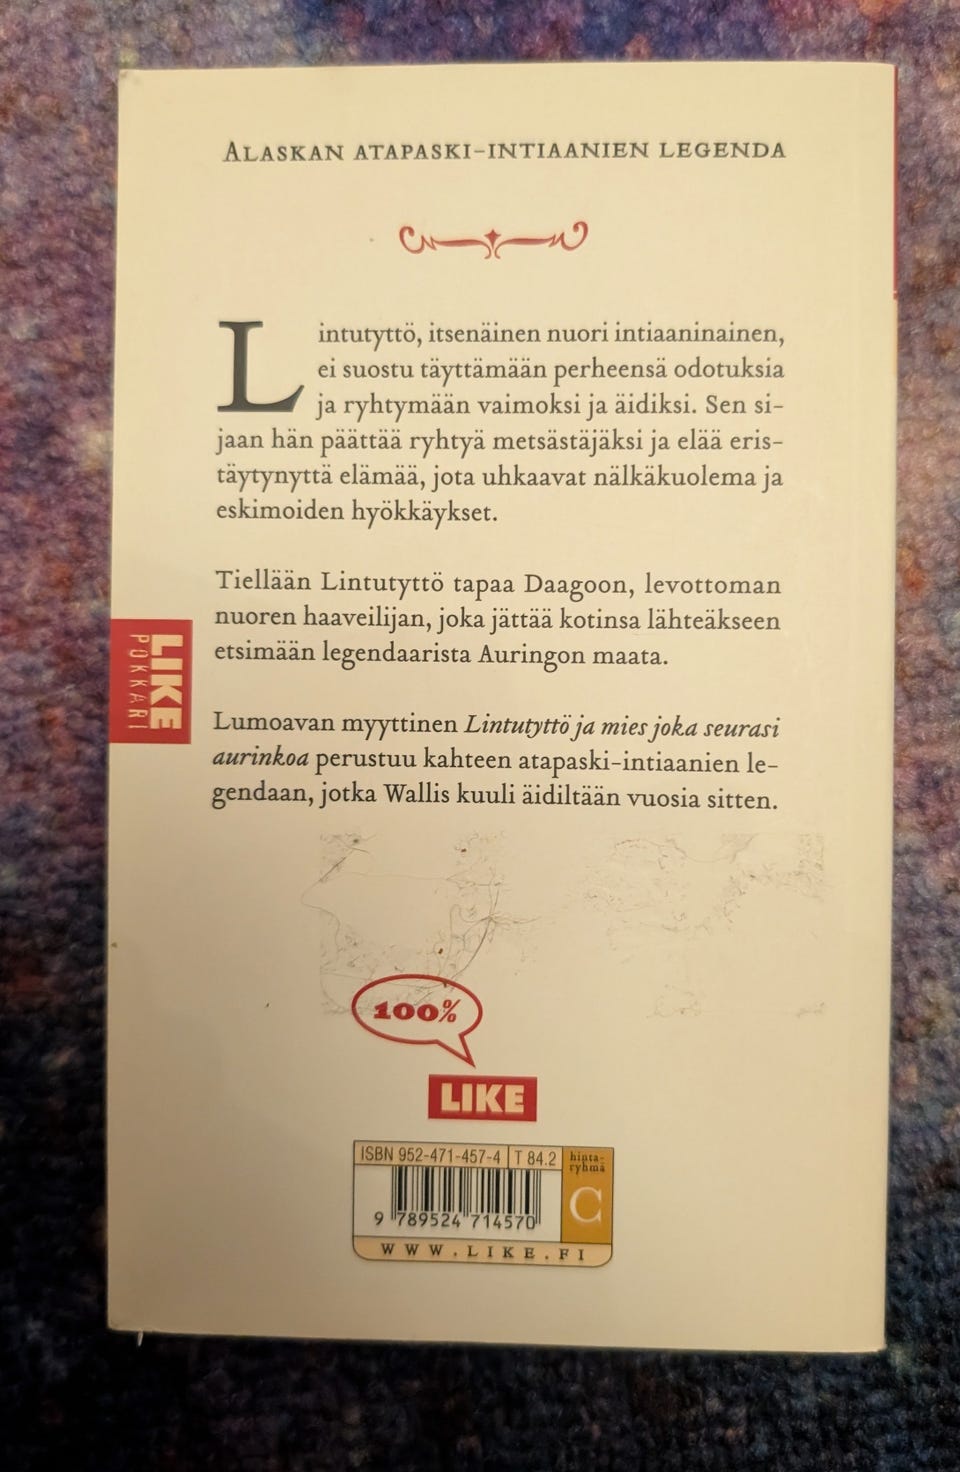 ALASKAN ATAPASKI-INTIAANIEN LEGENDA
Lintutyttö, itsenäinen nuori intiaaninainen,
ei suostu täyttämään perheensä odotuksia
ja ryhtymään vaimoksi ja äidiksi. Sen si-
jaan hän päättää ryhtyä metsästäjäksi ja elää eris-
täytynyttä elämää, jota uhkaavat nälkäkuolema ja
eskimoiden hyökkäykset.
Tiellään Lintutyttö tapaa Daagoon, levottoman
nuoren haaveilijan, joka jättää kotinsa lähteäkseen
etsimään legendaarista Auringon maata.
LIKE
POKKARI
Lumoavan myyttinen Lintutyttö ja mies joka seurasi
aurinkoa perustuu kahteen atapaski-intiaanien le-
gendaan, jotka Wallis kuuli äidiltään vuosia sitten.
100%
LIKE
ISBN 952-471-457-4 T 84.2
hinta-
ryhmä
C
9 789524 714570
WWW.LIKE.FI